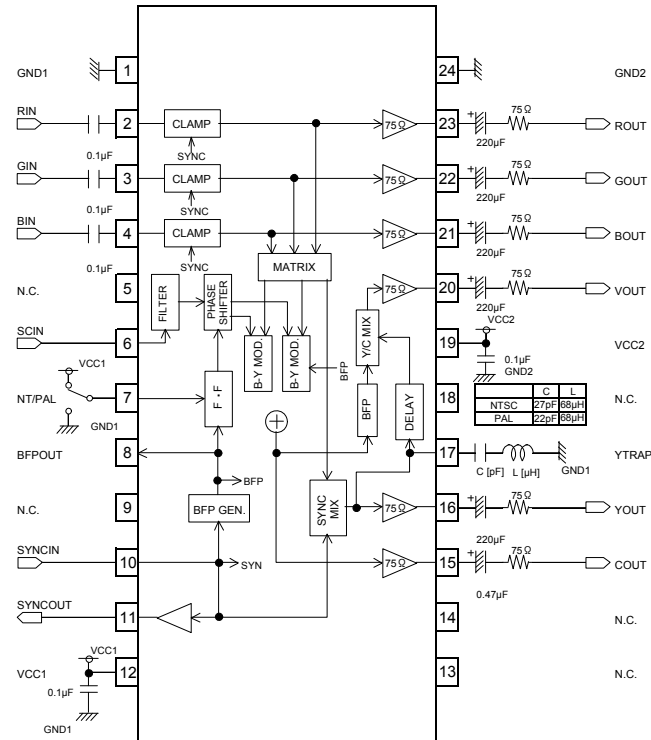 GND1
1
24
GND2
RIN
2
CLAMP
SYNC
0.1μF
75Ω
23
+
220μF
75Ω
ROUT
GIN
3
CLAMP
SYNC
0.1μF
75Ω
22
+
220μF
75Ω
GOUT
BIN
4
CLAMP
SYNC
0.1μF
75Ω
21
+
220μF
75Ω
BOUT
MATRIX
N.C.
5
FILTER
PHASE SHIFTER
B-Y MOD.
B-Y MOD.
BFP
Y/C MIX
75Ω
20
+
220μF
75Ω
VOUT
SCIN
6
VCC2
19
0.1μF
GND2
VCC2
VCC1
NT/PAL
7
GND1
F・F
BFP
DELAY
18
N.C.
C L
NTSC 27pF 68μH
PAL 22pF 68μH
BFPOUT
8
BFP
17
C [pF]
L [μH]
GND1
YTRAP
N.C.
9
BFP GEN.
SYNC MIX
75Ω
16
+
75Ω
YOUT
220μF
SYNCIN
10
SYN
75Ω
15
+
75Ω
COUT
0.47μF
SYNCOUT
11
14
N.C.
VCC1
VCC1
12
0.1μF
GND1
13
N.C.